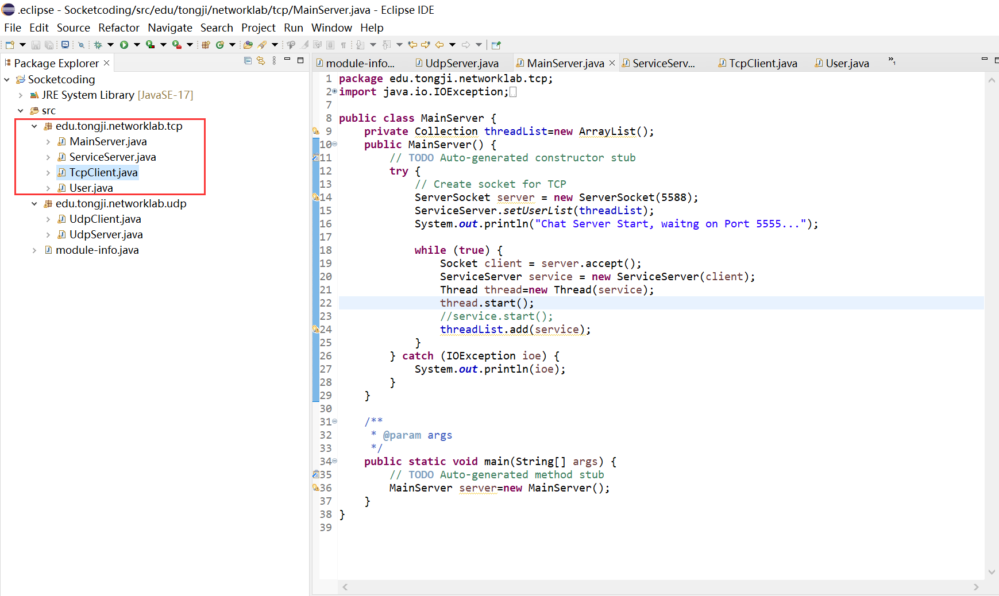 .eclipse - Socketcoding/src/edu/tongji/networklab/tcp/MainServer.java - Eclipse IDE
File Edit Source Refactor Navigate Search Project Run Window Help
Package Explorer
Socketcoding
JRE System Library [JavaSE-17]
src
edu.tongji.networklab.tcp
MainServer.java
ServiceServer.java
TcpClient.java
User.java
edu.tongji.networklab.udp
UdpClient.java
UdpServer.java
module-info.java
module-info... UdpServer.java MainServer.java ServiceServ... TcpClient.java User.java »1
1 package edu.tongji.networklab.tcp;
2 import java.io.IOException;
7
8 public class MainServer {
9 private Collection threadList=new ArrayList();
10 public MainServer() {
11 // TODO Auto-generated constructor stub
12 try {
13 // Create socket for TCP
14 ServerSocket server = new ServerSocket(5588);
15 ServiceServer.setUserList(threadList);
16 System.out.println("Chat Server Start, waitng on Port 5555...");
17
18 while (true) {
19 Socket client = server.accept();
20 ServiceServer service = new ServiceServer(client);
21 Thread thread=new Thread(service);
22 thread.start();
23 //service.start();
24 threadList.add(service);
25 }
26 } catch (IOException ioe) {
27 System.out.println(ioe);
28 }
29 }
30
31 /**
32 * @param args
33 */
34 public static void main(String[] args) {
35 // TODO Auto-generated method stub
36 MainServer server=new MainServer();
37 }
38 }
39